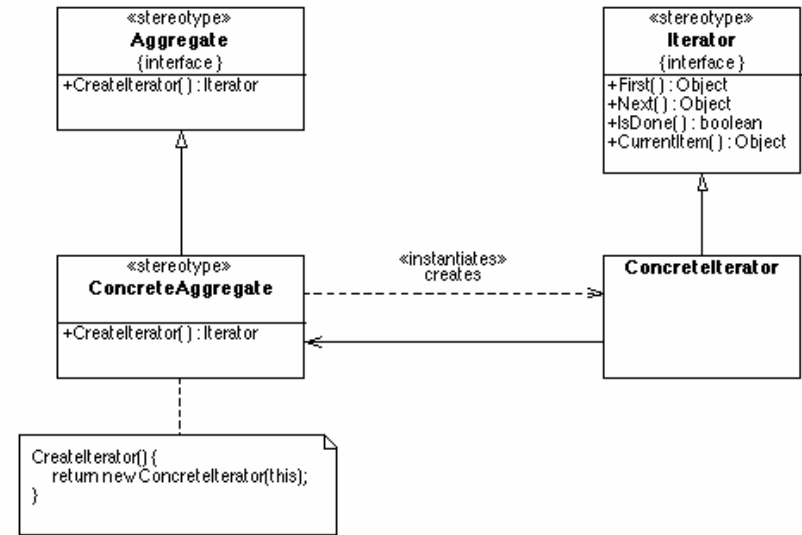 «stereotype»
Aggregate
{interface}
+CreateIterator( ) : Iterator
«stereotype»
Iterator
{interface}
+First( ) : Object
+Next( ) : Object
+IsDone( ) : boolean
+CurrentItem( ) : Object
«stereotype»
ConcreteAggregate
+CreateIterator( ) : Iterator
«instantiates»
creates
ConcreteIterator
CreateIterator() {
return new ConcreteIterator(this);
}